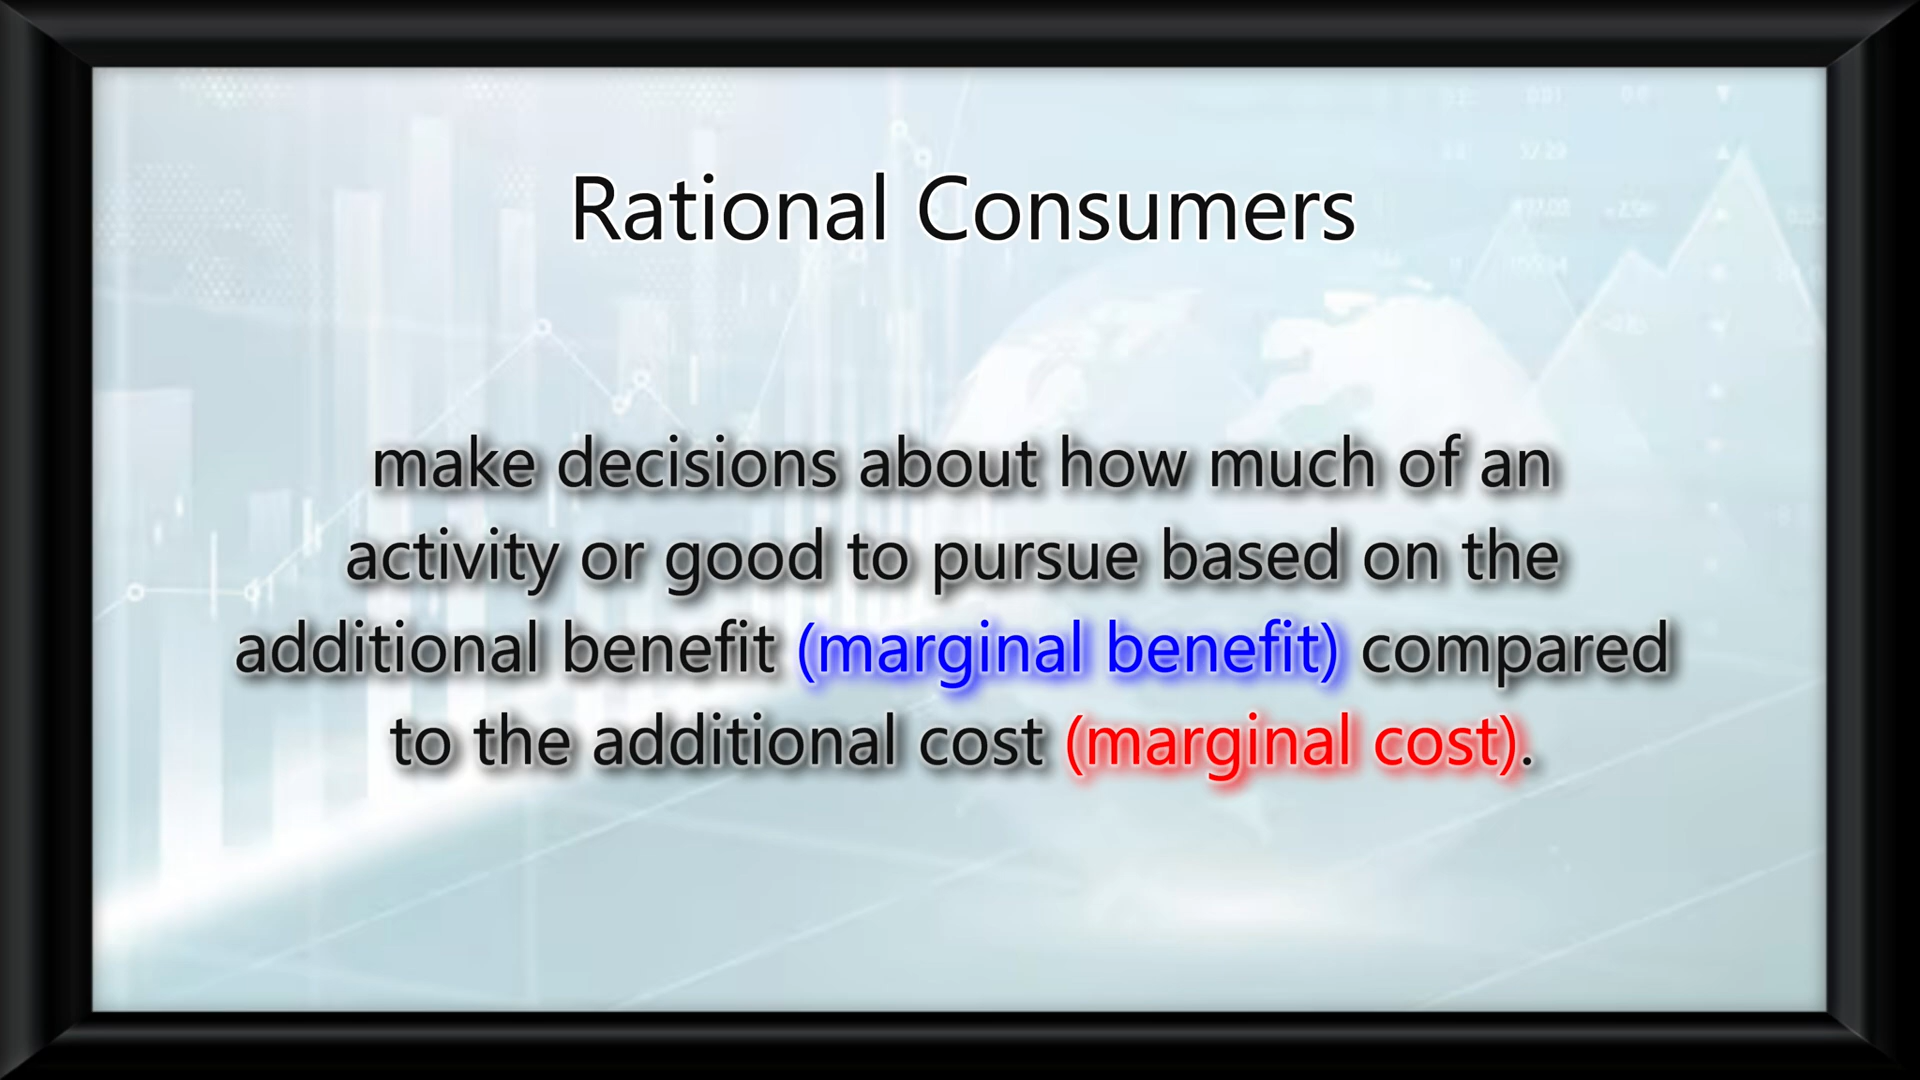 Rational Consumers
make decisions about how much of an
activity or good to pursue based on the
additional benefit (marginal benefit) compared
to the additional cost (marginal cost).